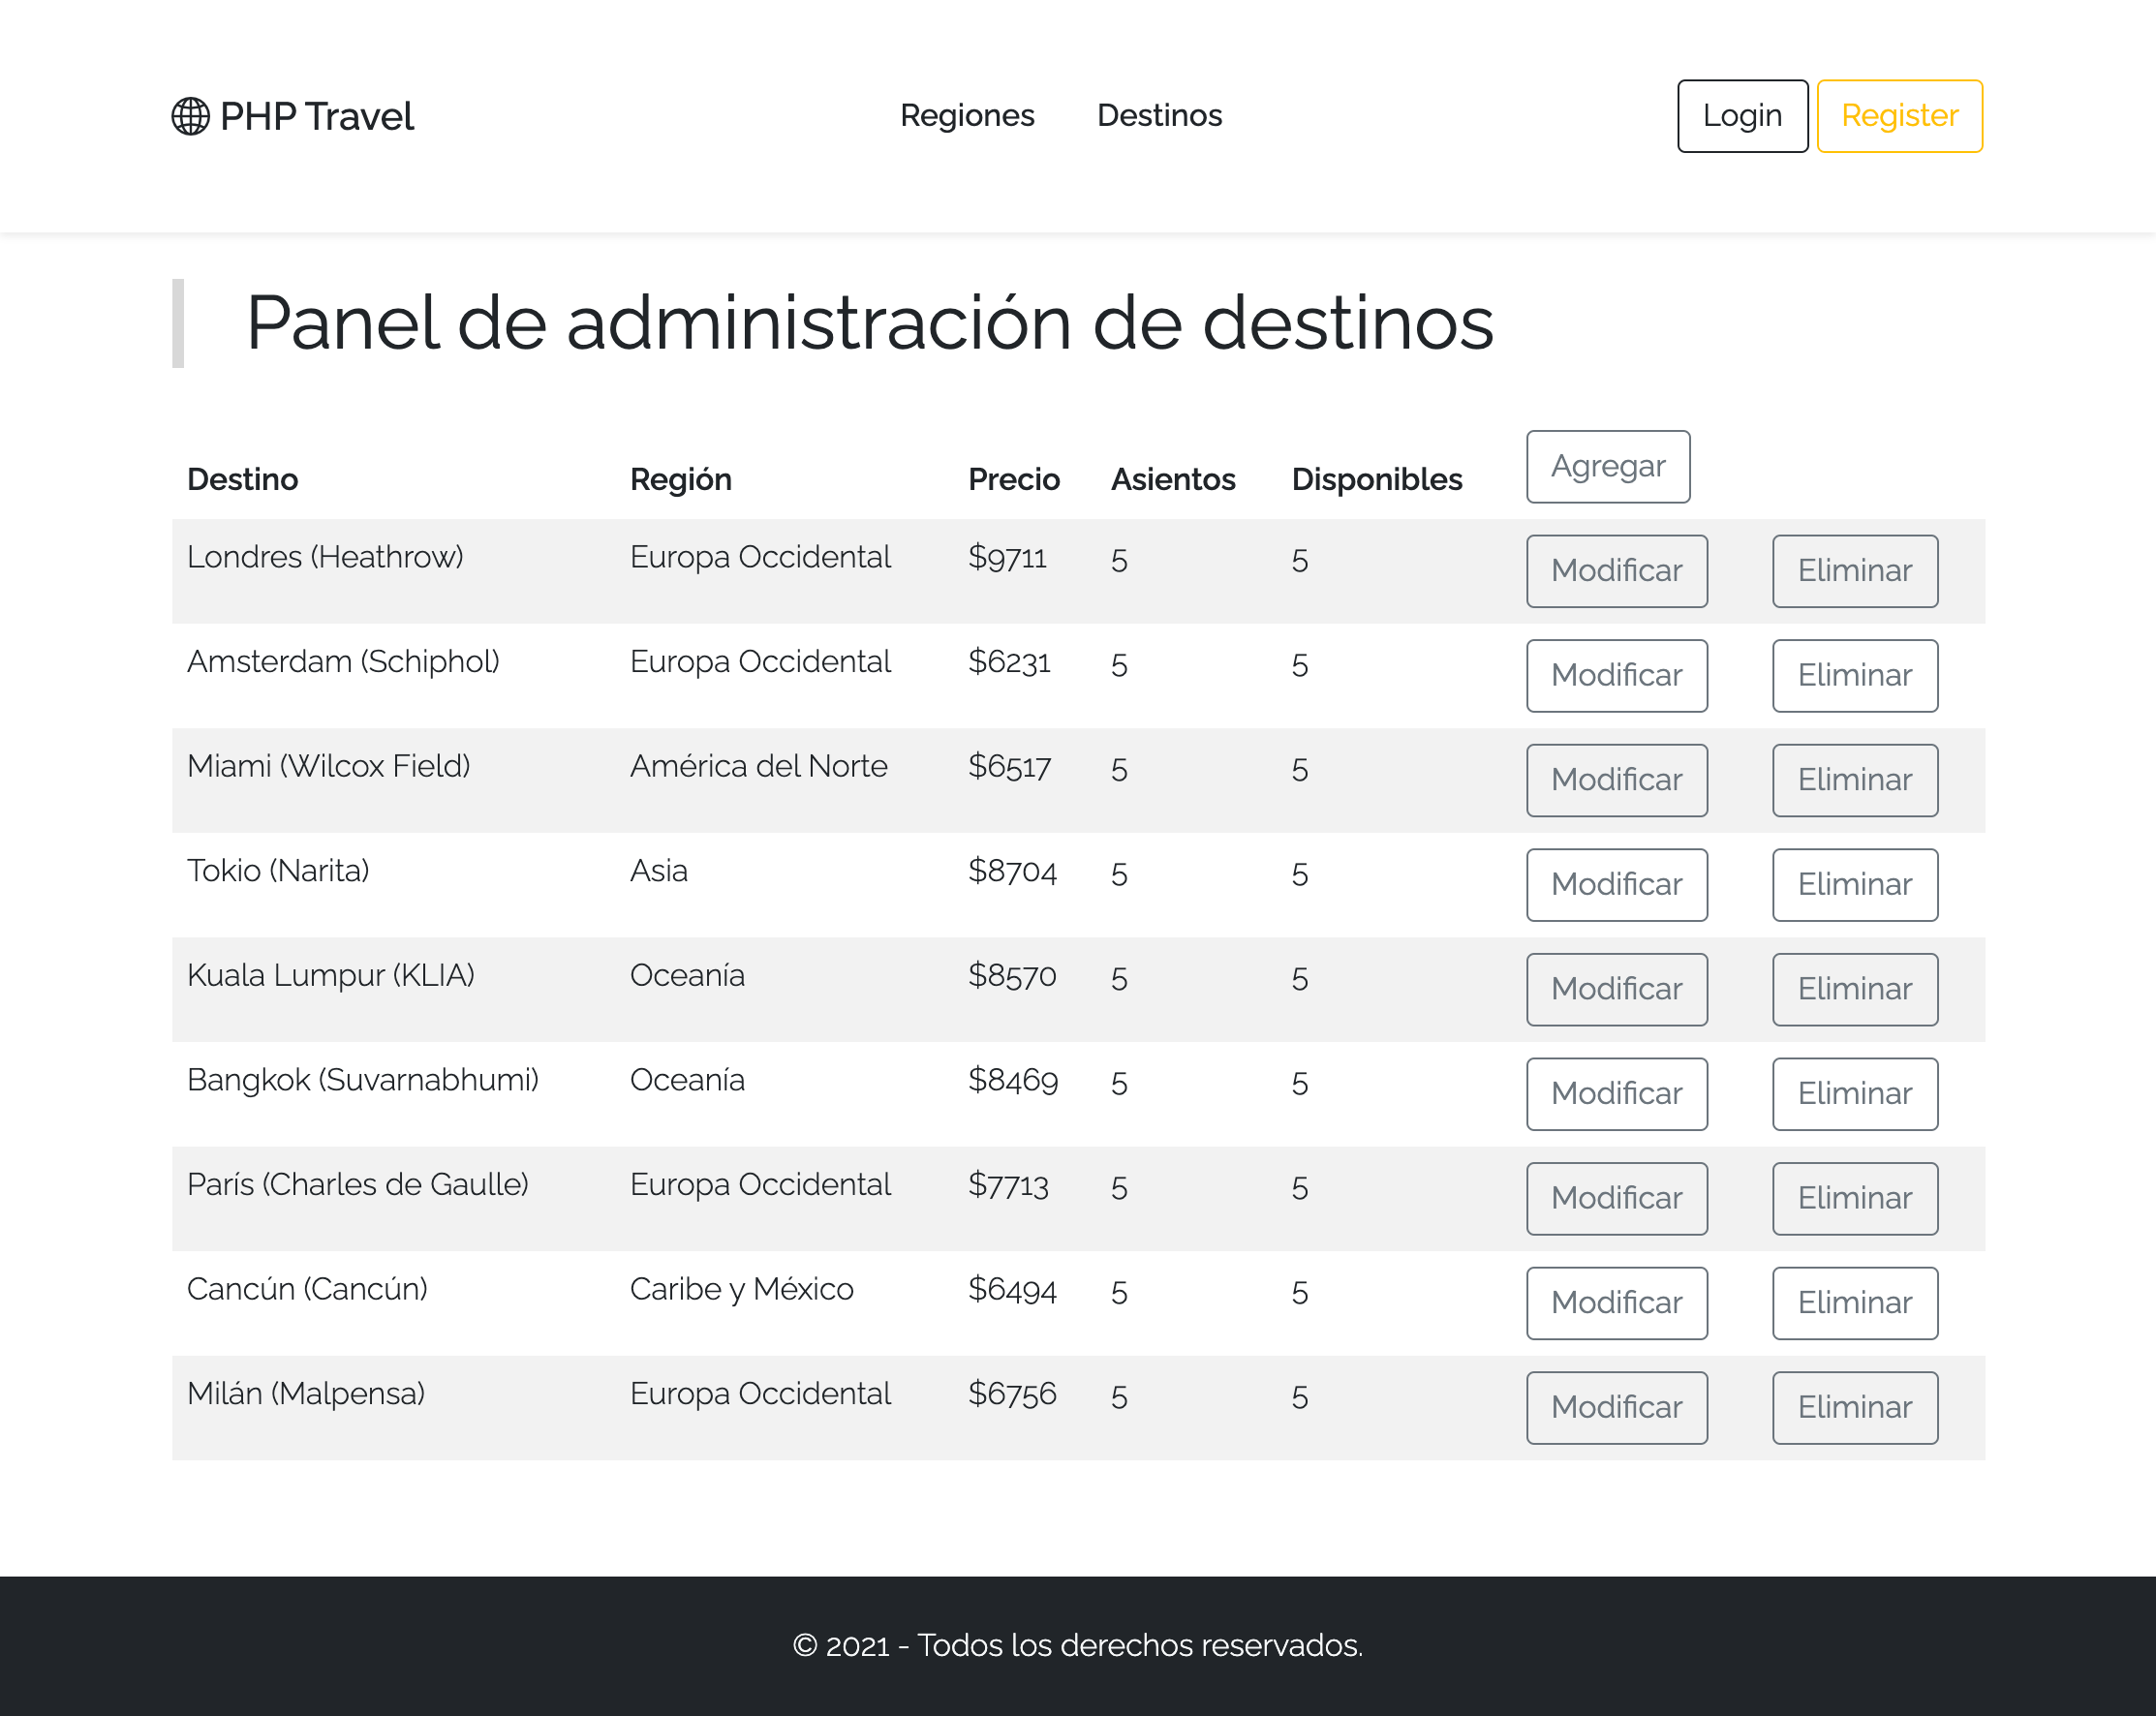 PHP Travel Regiones Destinos Login Register
Panel de administración de destinos
Destino Región Precio Asientos Disponibles Agregar
Londres (Heathrow) Europa Occidental $9711 5 5 Modificar Eliminar
Amsterdam (Schiphol) Europa Occidental $6231 5 5 Modificar Eliminar
Miami (Wilcox Field) América del Norte $6517 5 5 Modificar Eliminar
Tokio (Narita) Asia $8704 5 5 Modificar Eliminar
Kuala Lumpur (KLIA) Oceanía $8570 5 5 Modificar Eliminar
Bangkok (Suvarnabhumi) Oceanía $8469 5 5 Modificar Eliminar
París (Charles de Gaulle) Europa Occidental $7713 5 5 Modificar Eliminar
Cancún (Cancún) Caribe y México $6494 5 5 Modificar Eliminar
Milán (Malpensa) Europa Occidental $6756 5 5 Modificar Eliminar
© 2021 - Todos los derechos reservados.